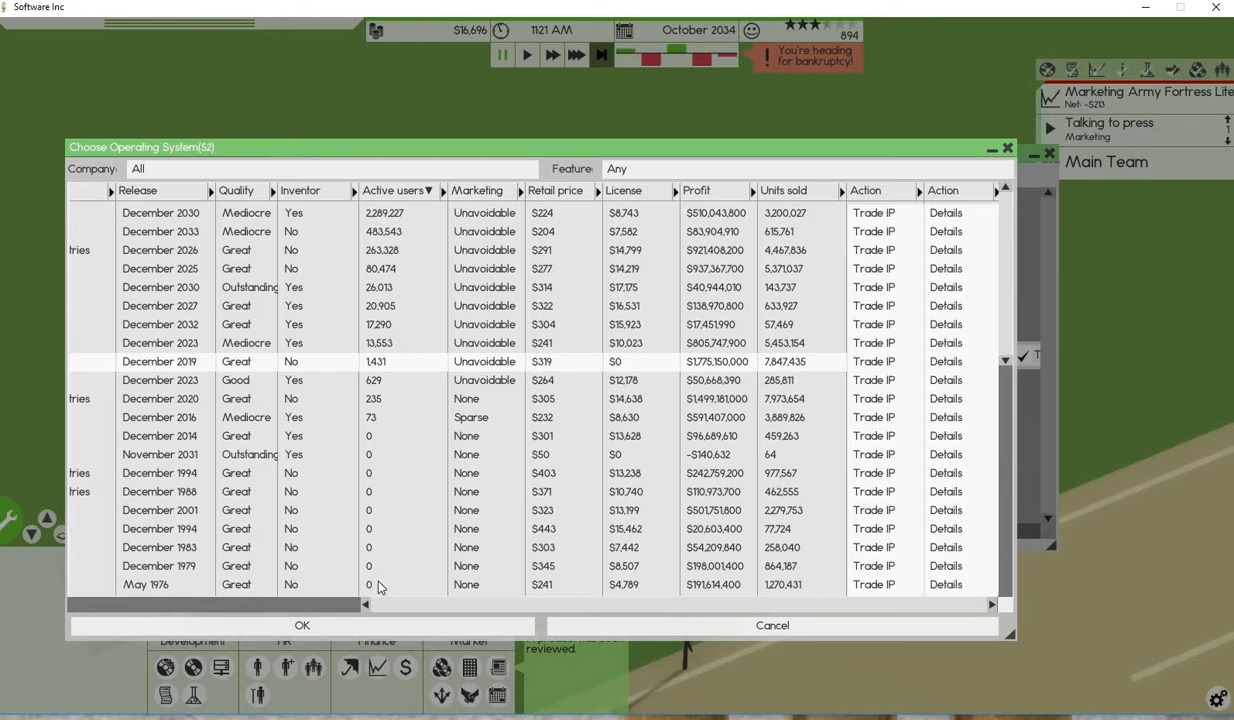 Software Inc
$16,696
11:21 AM
October 2034
894
You're heading
for bankruptcy!
Marketing Army Fortress Lite
Net: -$213
Talking to press
Marketing
1
Main Team
Choose Operating System(52)
Company: All Feature: Any
Release Quality Inventor Active users▼ Marketing Retail price License Profit Units sold Action Action
December 2030 Mediocre Yes 2,289,227 Unavoidable $224 $8,743 $510,043,800 3,200,027 Trade IP Details
December 2033 Mediocre No 483,543 Unavoidable $204 $7,582 $83,904,910 615,761 Trade IP Details
tries December 2026 Great No 263,328 Unavoidable $291 $14,799 $921,408,200 4,467,836 Trade IP Details
December 2025 Great No 80,474 Unavoidable $277 $14,219 $937,367,700 5,371,037 Trade IP Details
December 2030 Outstanding Yes 26,013 Unavoidable $314 $17,175 $40,944,010 143,737 Trade IP Details
December 2027 Great Yes 20,905 Unavoidable $322 $16,531 $138,970,800 633,927 Trade IP Details
December 2032 Great Yes 17,290 Unavoidable $304 $15,923 $17,451,990 57,469 Trade IP Details
December 2023 Mediocre Yes 13,553 Unavoidable $241 $10,023 $805,747,900 5,453,154 Trade IP Details
December 2019 Great No 1,431 Unavoidable $319 $0 $1,775,150,000 7,847,435 Trade IP Details
December 2023 Good Yes 629 Unavoidable $264 $12,178 $50,668,390 285,811 Trade IP Details
tries December 2020 Great No 235 None $305 $14,638 $1,499,181,000 7,973,654 Trade IP Details
December 2016 Mediocre Yes 73 Sparse $232 $8,630 $591,407,000 3,889,826 Trade IP Details
December 2014 Great Yes 0 None $301 $13,628 $96,689,610 459,263 Trade IP Details
November 2031 Outstanding Yes 0 None $50 $0 -$140,632 64 Trade IP Details
tries December 1994 Great No 0 None $403 $13,238 $242,759,200 977,567 Trade IP Details
tries December 1988 Great No 0 None $371 $10,740 $110,973,700 462,555 Trade IP Details
December 2001 Great No 0 None $323 $13,199 $501,751,800 2,279,753 Trade IP Details
December 1994 Great No 0 None $443 $15,462 $20,603,400 77,724 Trade IP Details
December 1983 Great No 0 None $303 $7,442 $54,209,840 258,040 Trade IP Details
December 1979 Great No 0 None $345 $8,507 $198,001,400 864,187 Trade IP Details
May 1976 Great No 0 None $241 $4,789 $191,614,400 1,270,431 Trade IP Details
OK Cancel
Development HR Finance Market
reviewed.